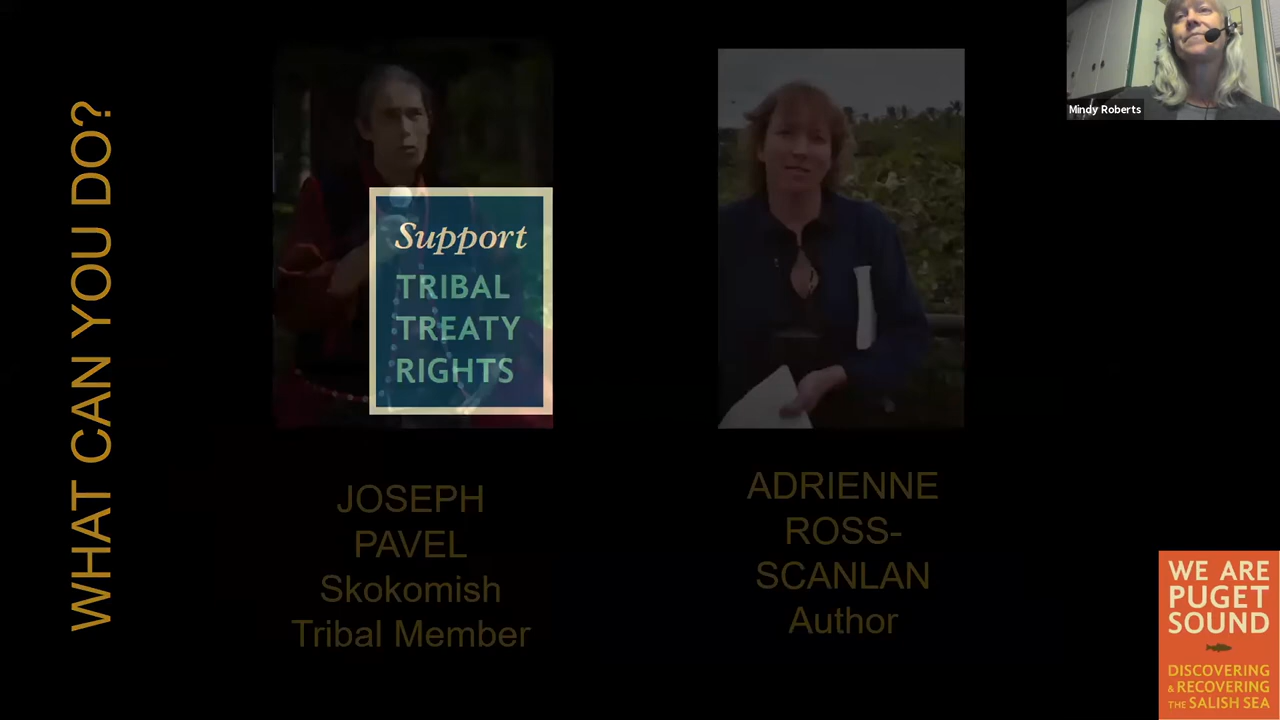 WHAT CAN YOU DO?
Support
TRIBAL
TREATY
RIGHTS
JOSEPH
PAVEL
Skokomish
Tribal Member
ADRIENNE
ROSS-
SCANLAN
Author
Mindy Roberts
WE ARE
PUGET
SOUND
DISCOVERING
& RECOVERING
THE SALISH SEA